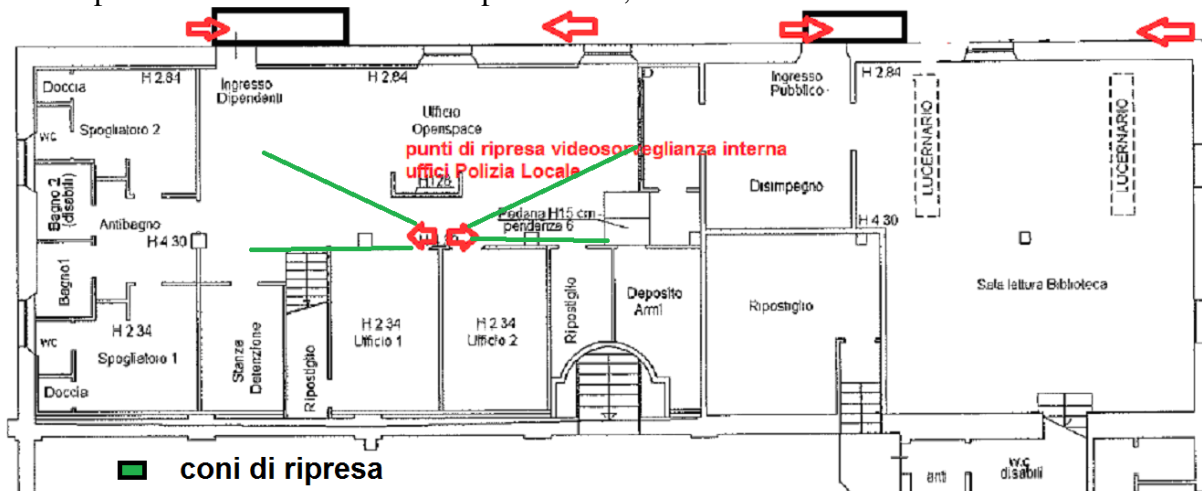 H 2.84
Doccia
wc
Spogliatoio 2
Bagno 2
(disabili)
Antibagno
H 4.30
Bagno1
H 2.34
wc
Spogliatoio 1
Doccia
Ingresso
Dipendenti
H 2.84
Ufficio
Openspace
punti di ripresa videosorveglianza interna
uffici Polizia Locale
Pedana H15 cm
pendenza 6
Stanza
Detenzione
Ripostiglio
H 2.34
Ufficio 1
H 2.34
Ufficio 2
Ripostiglio
Deposito
Armi
Ingresso
Pubblico
H 2.84
Disimpegno
H 4.30
Ripostiglio
LUCERNARIO
LUCERNARIO
Sala lettura Biblioteca
anti
w.c
disabili
coni di ripresa